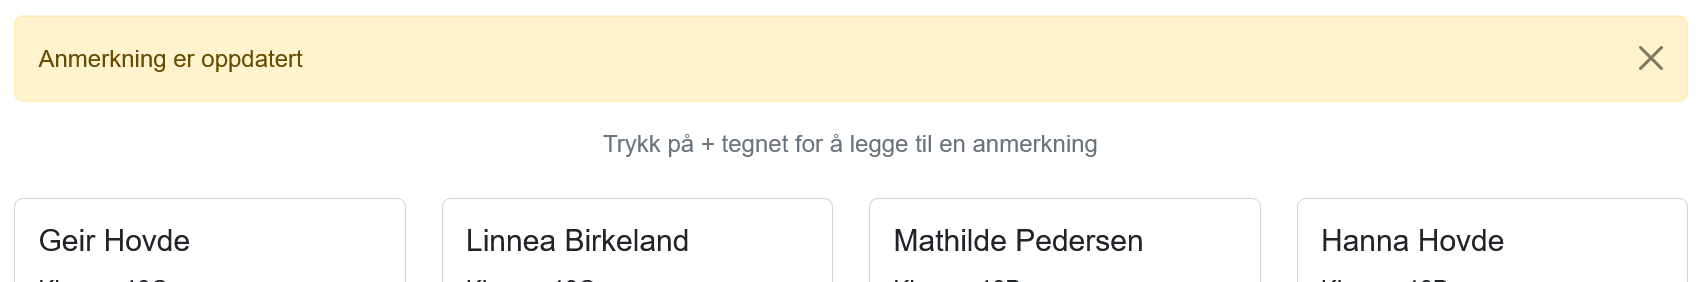 Anmerkning er oppdatert
Trykk på + tegnet for å legge til en anmerkning
Geir Hovde
Linnea Birkeland
Mathilde Pedersen
Hanna Hovde